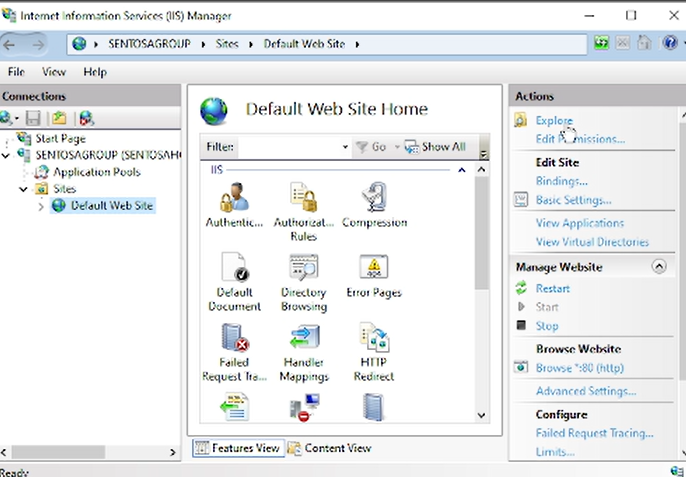 Internet Information Services (IIS) Manager
SENTOSAGROUP
Sites
Default Web Site
File View Help
Connections
Start Page
SENTOSAGROUP (SENTOSAH
Application Pools
Sites
Default Web Site
Default Web Site Home
Filter: Go Show All
IIS
Authentic... Authorizat... Rules Compression
Default Document Directory Browsing Error Pages
Failed Request Tra... Handler Mappings HTTP Redirect
Features View Content View
Actions
Explore
Edit Permissions...
Edit Site
Bindings...
Basic Settings...
View Applications
View Virtual Directories
Manage Website
Restart
Start
Stop
Browse Website
Browse *:80 (http)
Advanced Settings...
Configure
Failed Request Tracing...
Limits...
Ready